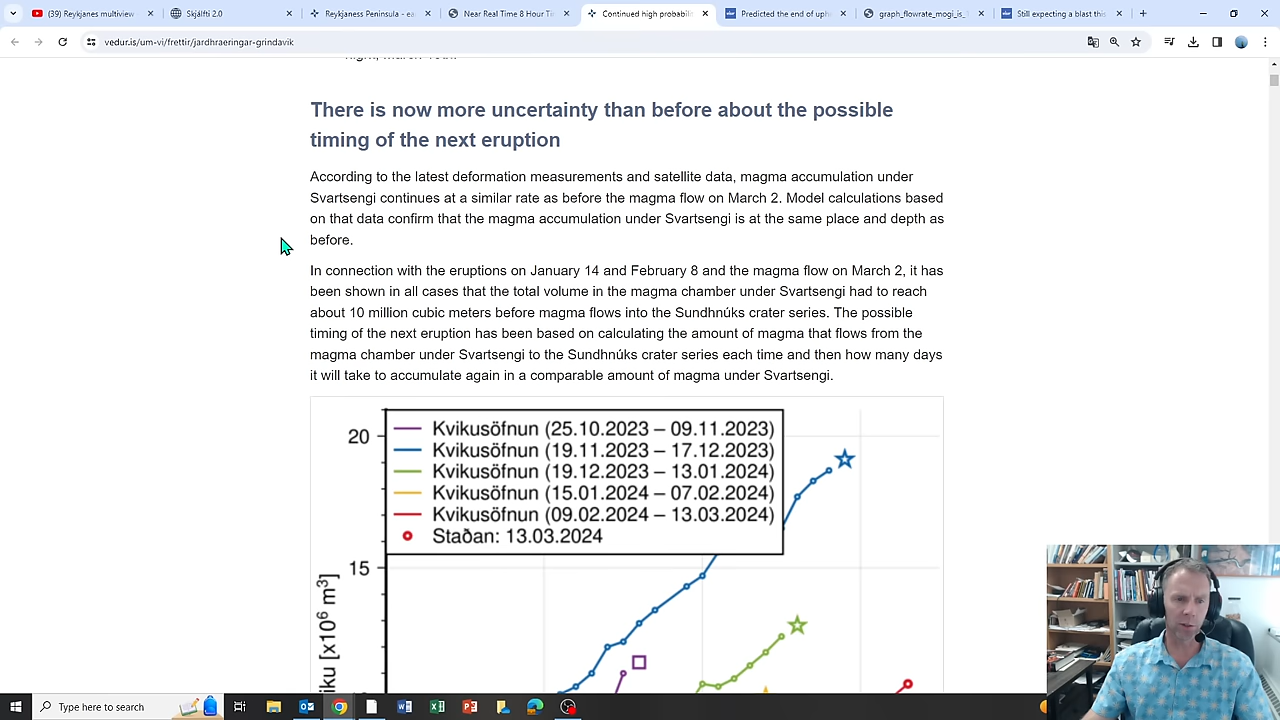 (39) Reykjanes multiview
Skjálfti 2.0
Reykjaness Peninsula - ea
Near Real Time 8 Hour Ti
Continued high probabilit
Predicted the end of uph
graph_flowrate_mogi_is_
Still expecting a blast this
vedur.is/um-vi/frettir/jardhraeringar-grindavik
There is now more uncertainty than before about the possible
timing of the next eruption
According to the latest deformation measurements and satellite data, magma accumulation under
Svartsengi continues at a similar rate as before the magma flow on March 2. Model calculations based
on that data confirm that the magma accumulation under Svartsengi is at the same place and depth as
before.
In connection with the eruptions on January 14 and February 8 and the magma flow on March 2, it has
been shown in all cases that the total volume in the magma chamber under Svartsengi had to reach
about 10 million cubic meters before magma flows into the Sundhnúks crater series. The possible
timing of the next eruption has been based on calculating the amount of magma that flows from the
magma chamber under Svartsengi to the Sundhnúks crater series each time and then how many days
it will take to accumulate again in a comparable amount of magma under Svartsengi.
20
Kvikusöfnun (25.10.2023 – 09.11.2023)
Kvikusöfnun (19.11.2023 – 17.12.2023)
Kvikusöfnun (19.12.2023 – 13.01.2024)
Kvikusöfnun (15.01.2024 – 07.02.2024)
Kvikusöfnun (09.02.2024 – 13.03.2024)
Staðan: 13.03.2024
15
iku [x10⁶ m³]
Type here to search